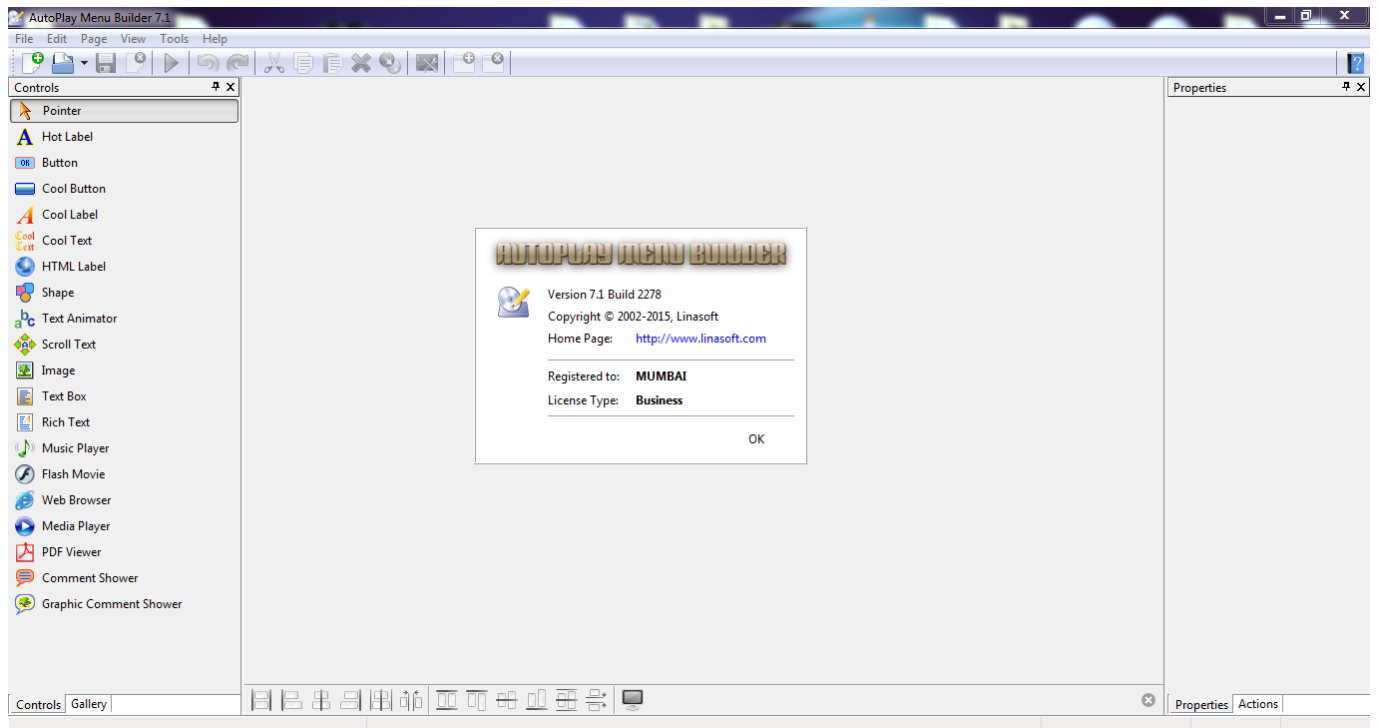 AutoPlay Menu Builder 7.1
File Edit Page View Tools Help
Controls
Pointer
Hot Label
OK Button
Cool Button
A Cool Label
Cool Text Cool Text
HTML Label
Shape
abc Text Animator
Scroll Text
Image
Text Box
Rich Text
Music Player
Flash Movie
Web Browser
Media Player
PDF Viewer
Comment Shower
Graphic Comment Shower
Controls Gallery
AUTOPLAY MENU BUILDER
Version 7.1 Build 2278
Copyright © 2002-2015, Linasoft
Home Page: http://www.linasoft.com
Registered to: MUMBAI
License Type: Business
OK
Properties
Properties Actions